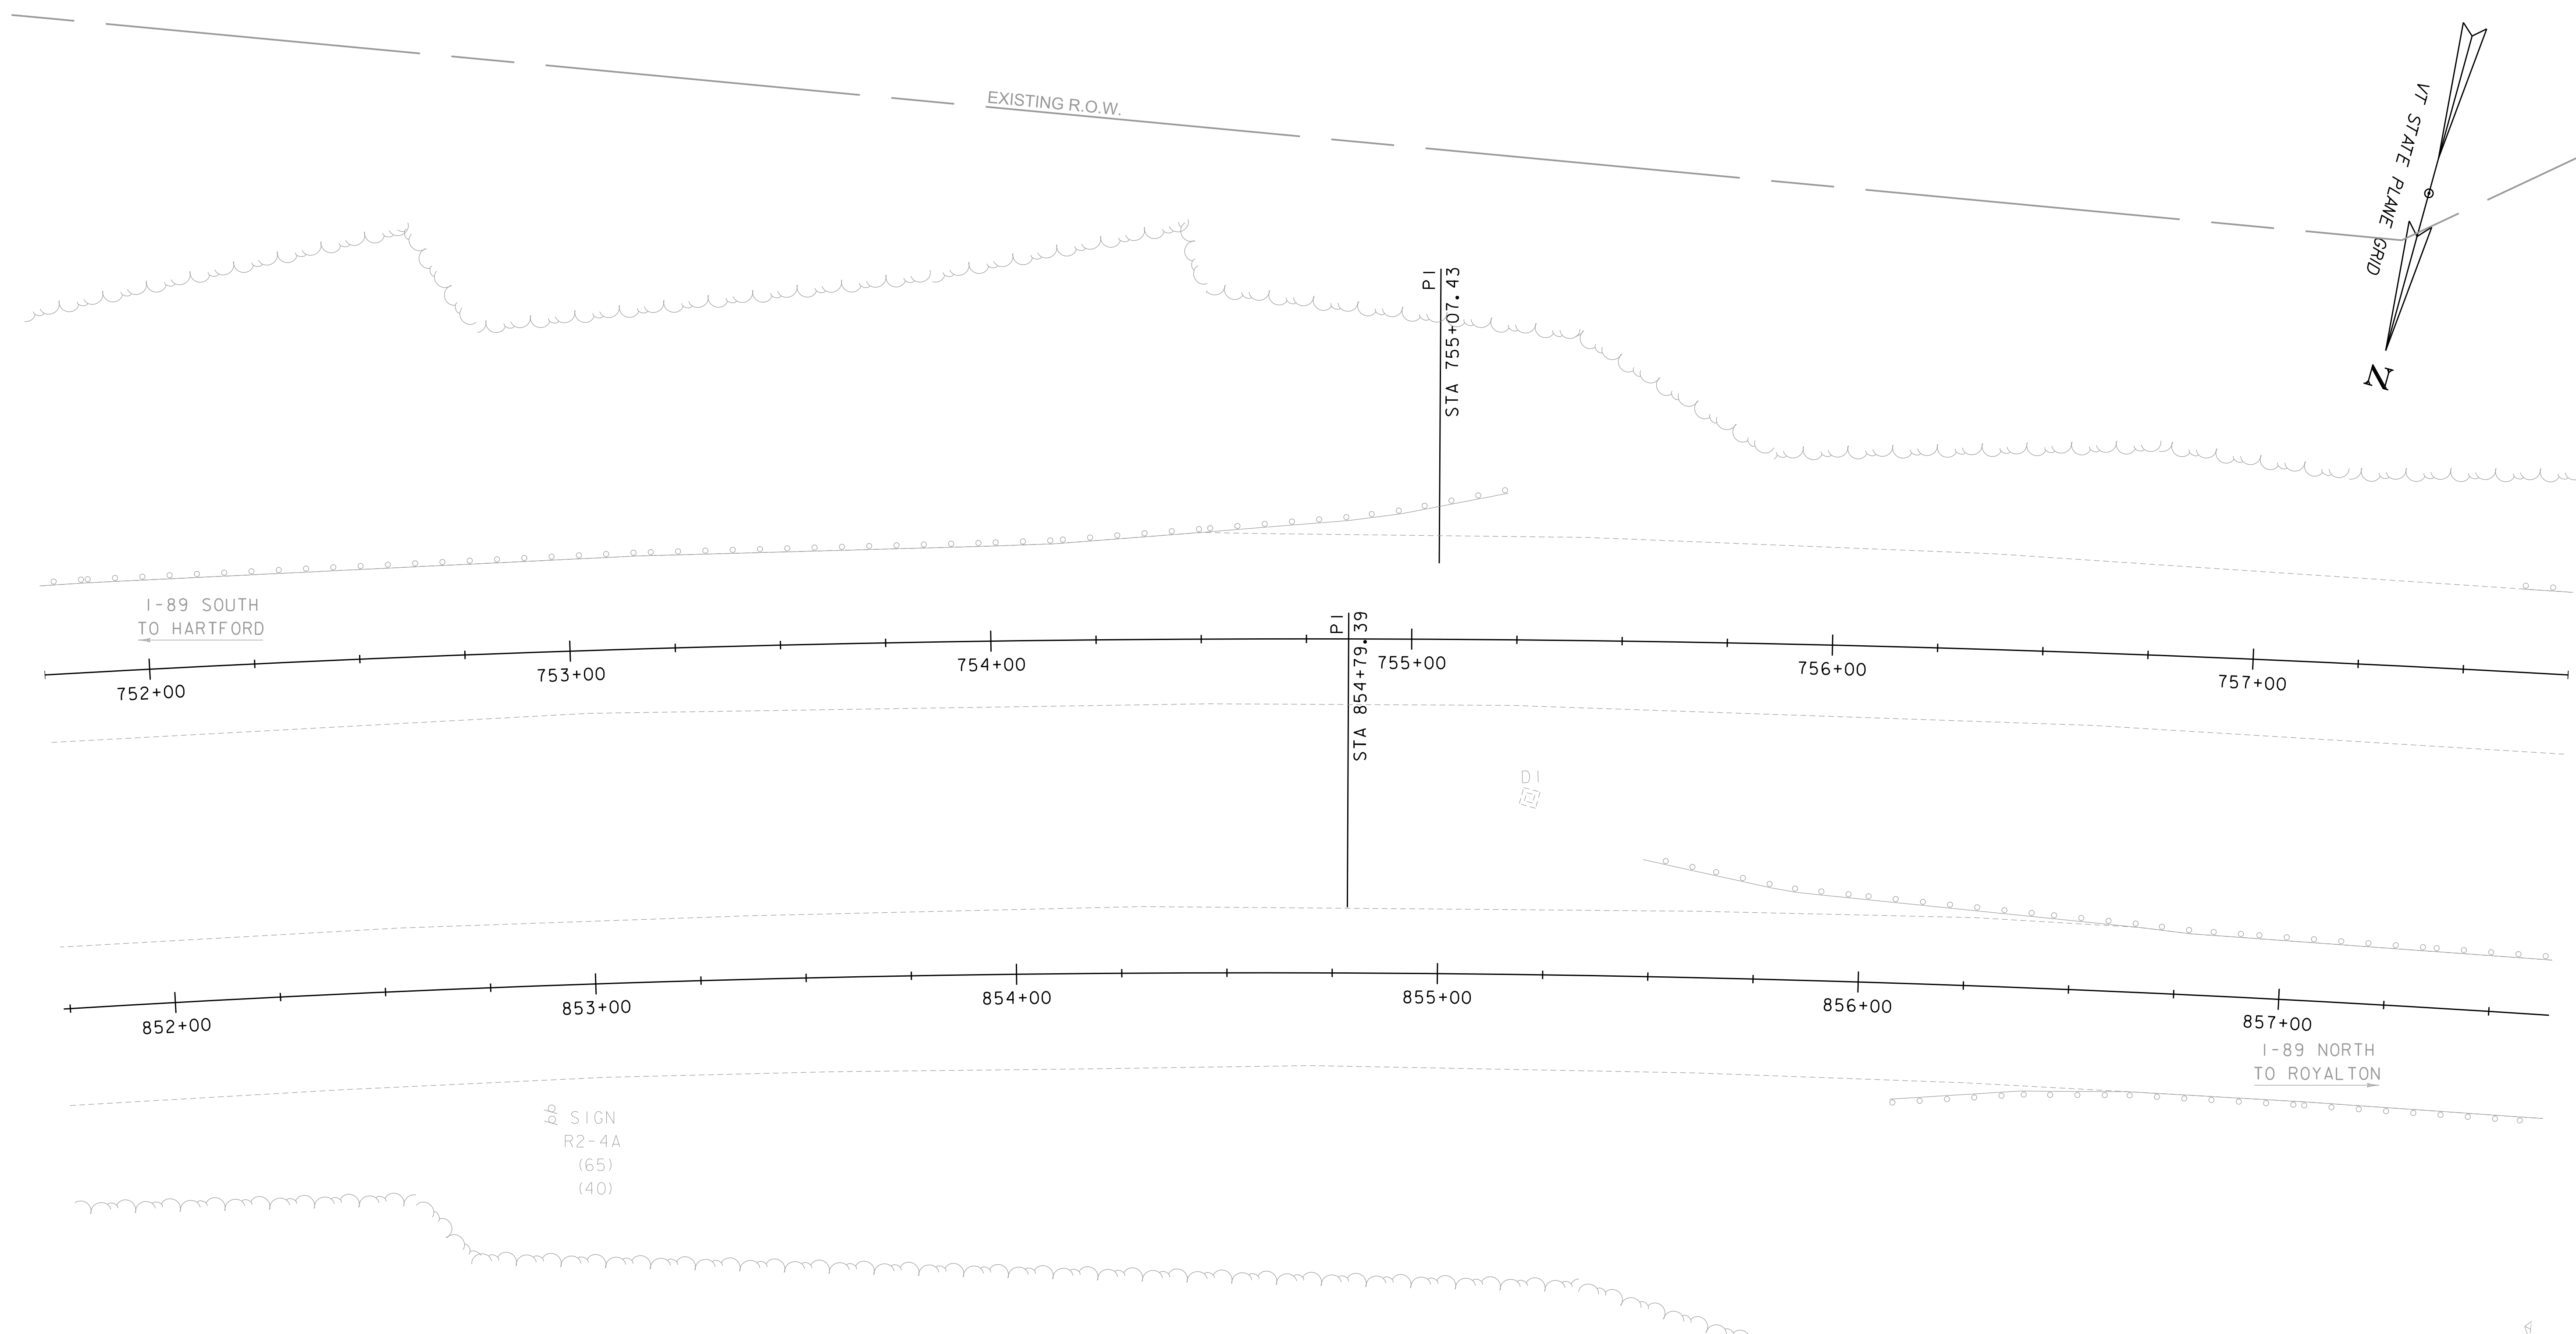 EXISTING R.O.W.
VT STATE PLANE GRID
N
PI
STA 755+07.43
I-89 SOUTH
TO HARTFORD
PI
STA 854+79.39
752+00
753+00
754+00
755+00
756+00
757+00
DI
852+00
853+00
854+00
855+00
856+00
857+00
I-89 NORTH
TO ROYALTON
SIGN
R2-4A
(65)
(40)